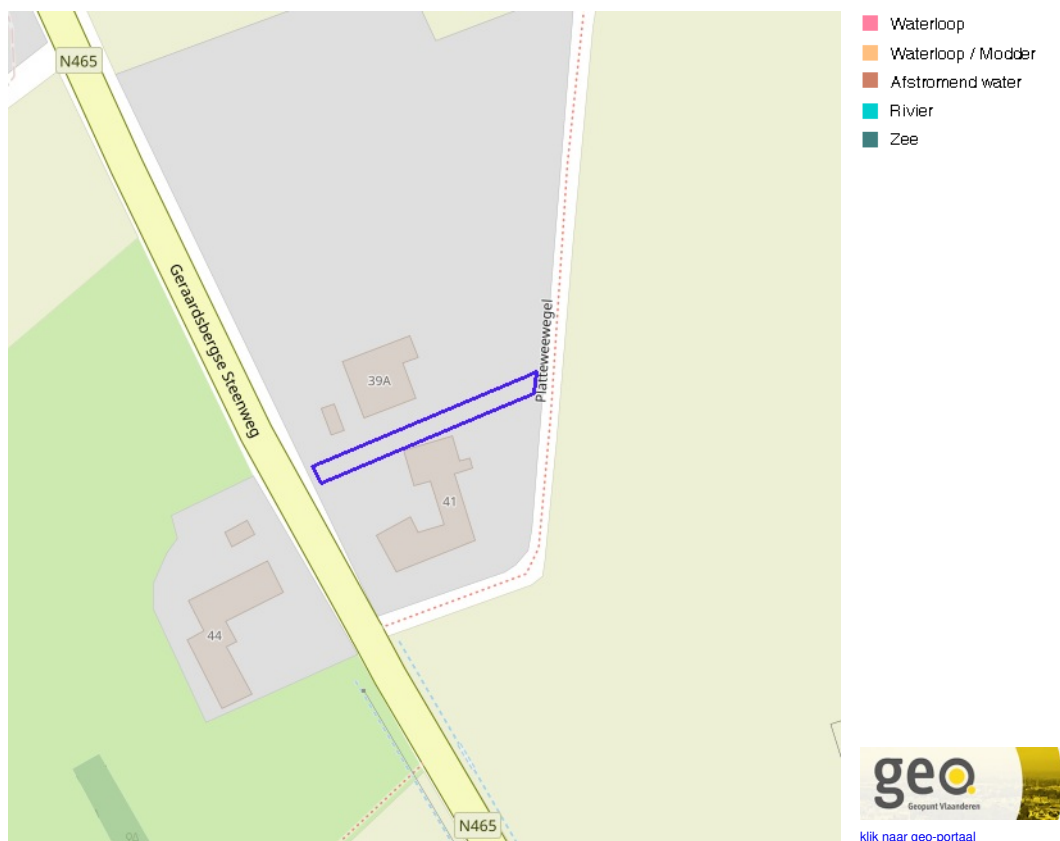 N465
Waterloop
Waterloop / Modder
Afstromend water
Rivier
Zee
Geraardsbergse Steenweg
Platteweewegel
39A
41
44
N465
geo
Geopunt Vlaanderen
klik naar geo-portaal